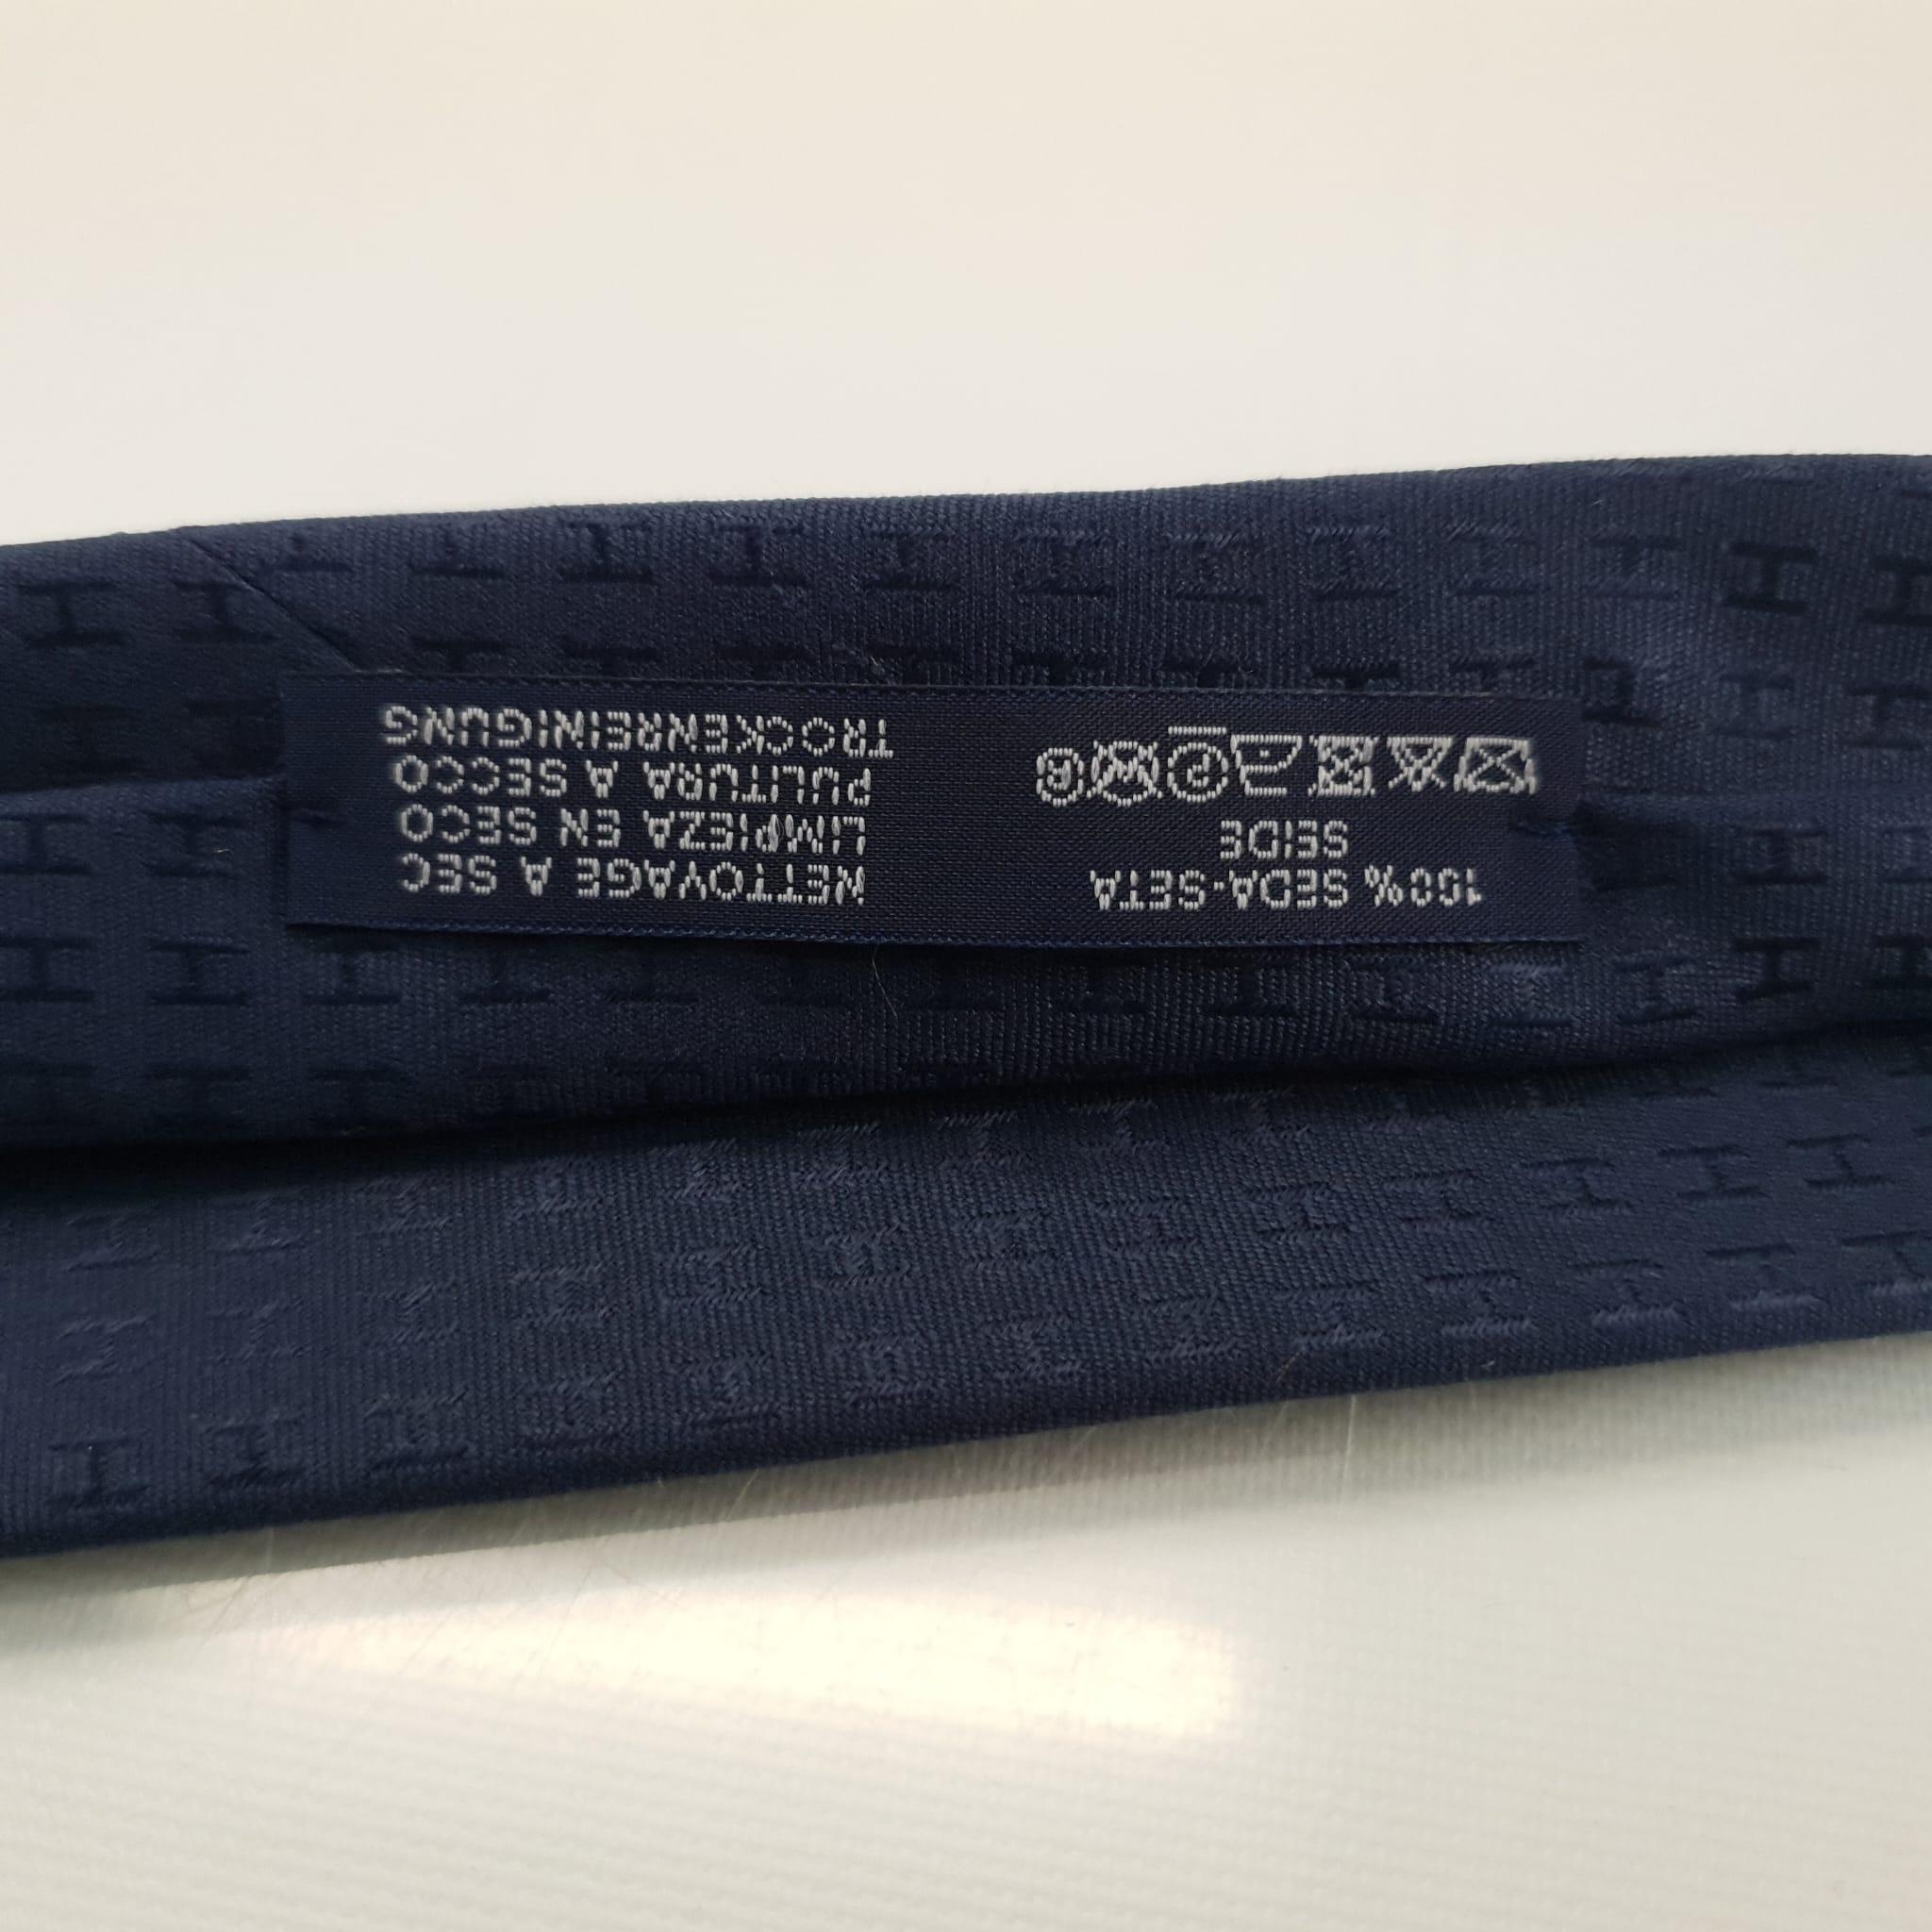 100% SEDA-SETA
SEIDE
NETTOYAGE A SEC
LIMPIEZA EN SECO
PULITURA A SECCO
TROCKENREINIGUNG